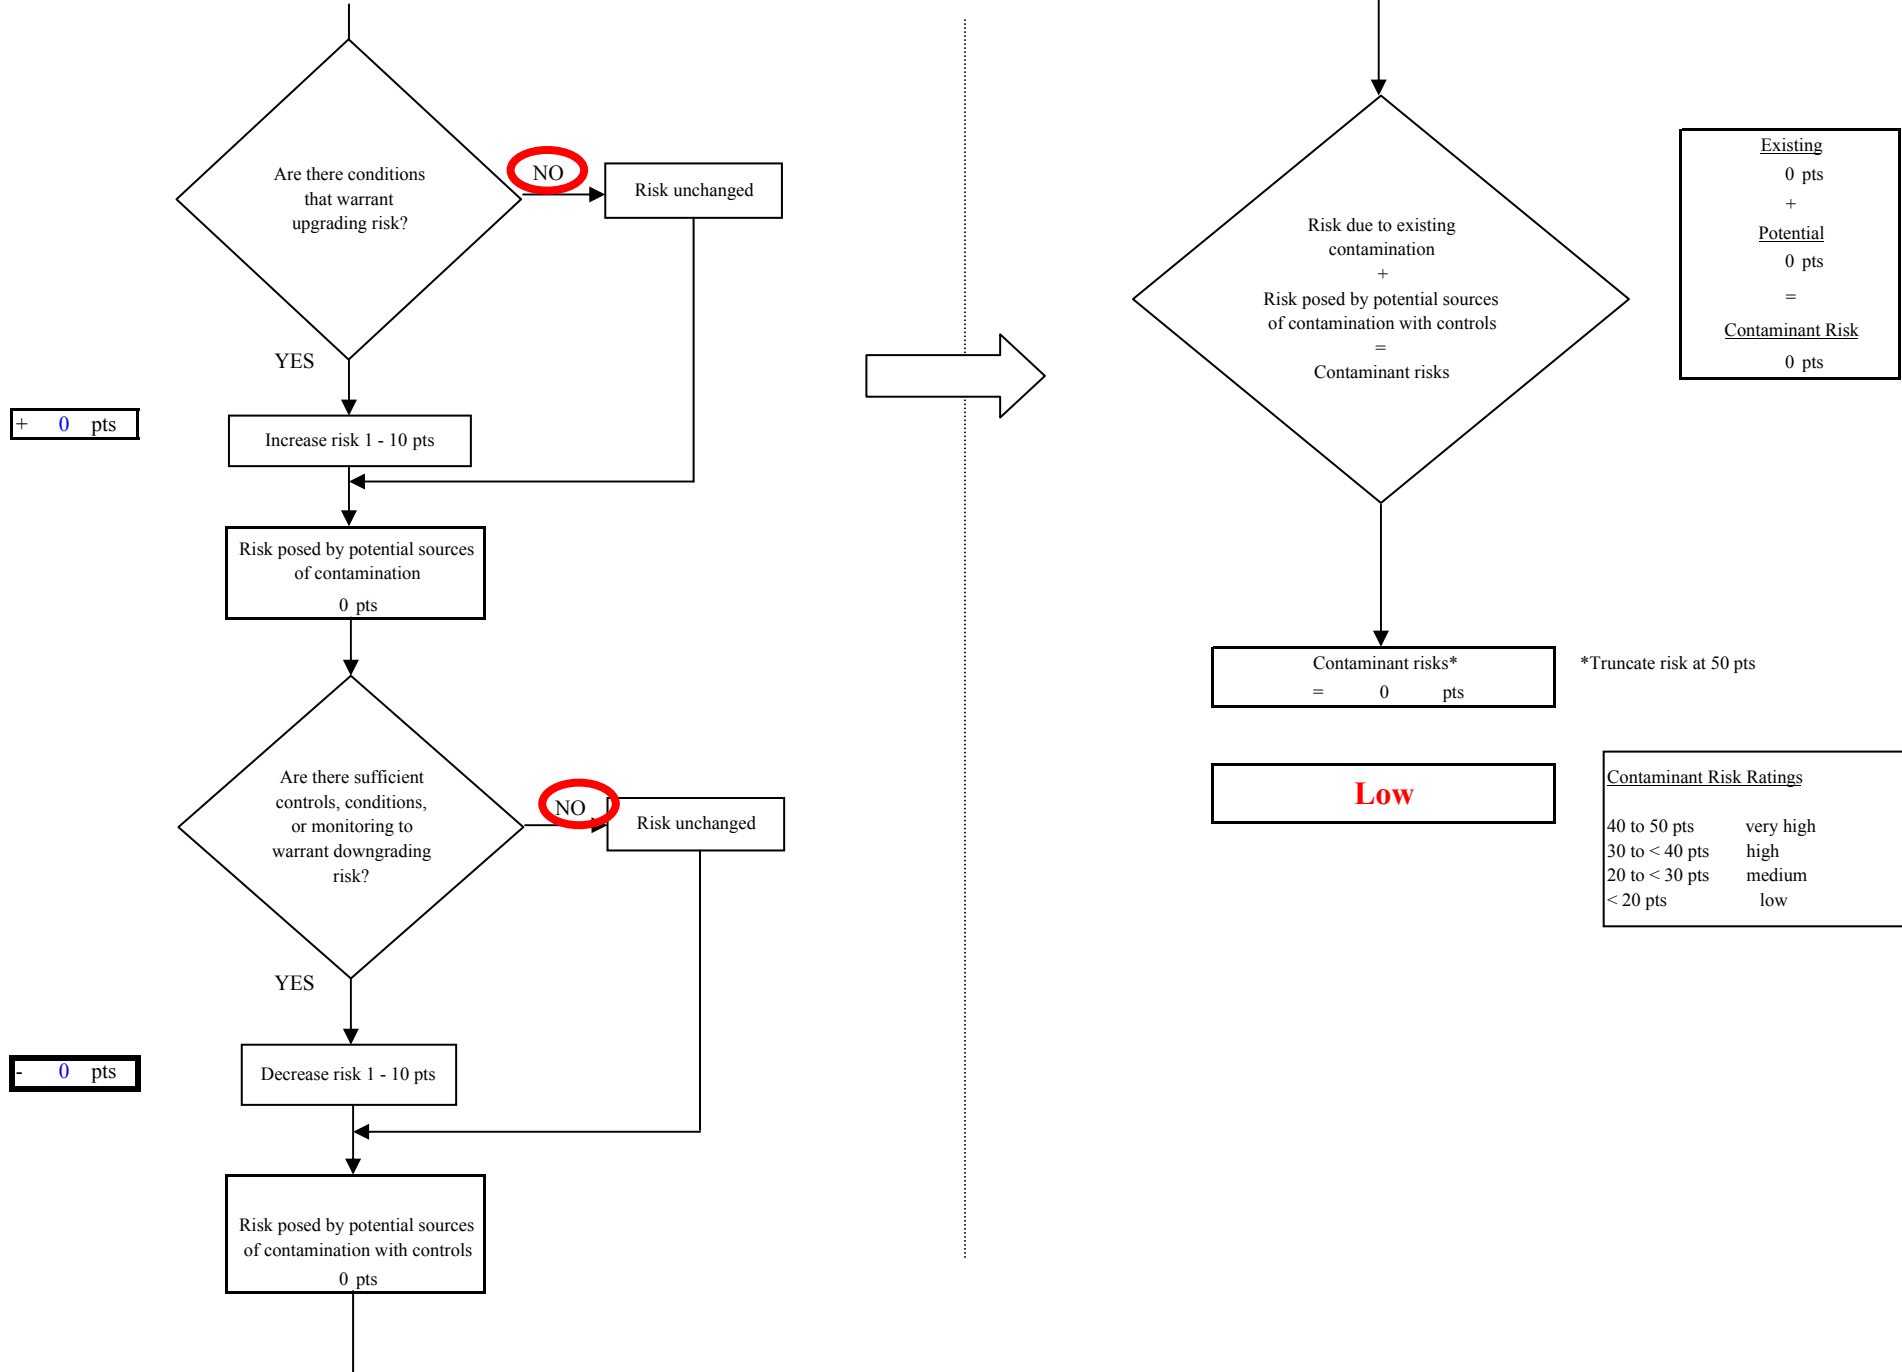 Are there conditions
that warrant
upgrading risk?
NO
Risk unchanged
YES
+ 0 pts
Increase risk 1 - 10 pts
Risk posed by potential sources
of contamination
0 pts
Are there sufficient
controls, conditions,
or monitoring to
warrant downgrading
risk?
NO
Risk unchanged
YES
- 0 pts
Decrease risk 1 - 10 pts
Risk posed by potential sources
of contamination with controls
0 pts
Risk due to existing
contamination
+
Risk posed by potential sources
of contamination with controls
=
Contaminant risks
Existing
0 pts
+
Potential
0 pts
=
Contaminant Risk
0 pts
Contaminant risks*
= 0 pts
*Truncate risk at 50 pts
Low
Contaminant Risk Ratings
40 to 50 pts very high
30 to < 40 pts high
20 to < 30 pts medium
< 20 pts low